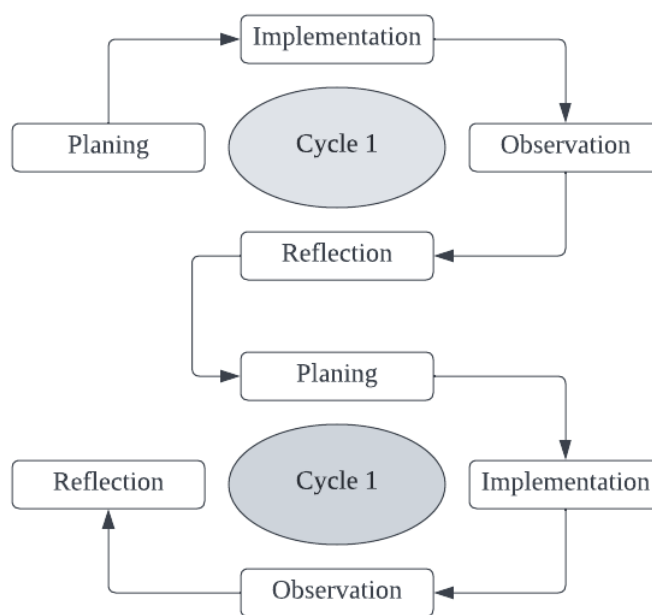 Implementation
Planing
Cycle 1
Observation
Reflection
Planing
Reflection
Cycle 1
Implementation
Observation